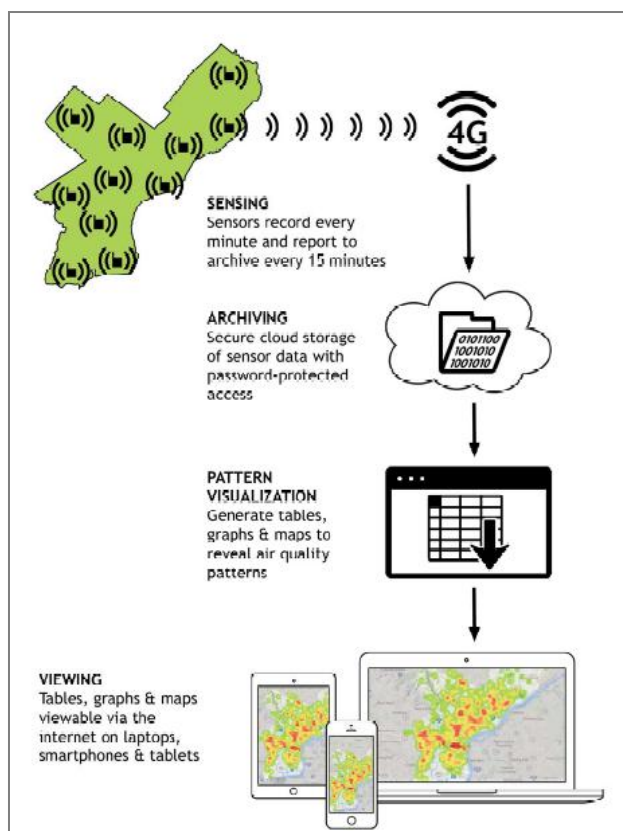 4G
SENSING
Sensors record every
minute and report to
archive every 15 minutes
ARCHIVING
Secure cloud storage
of sensor data with
password-protected
access
0101100
1001010
1001010
PATTERN
VISUALIZATION
Generate tables,
graphs & maps to
reveal air quality
patterns
VIEWING
Tables, graphs & maps
viewable via the
internet on laptops,
smartphones & tablets